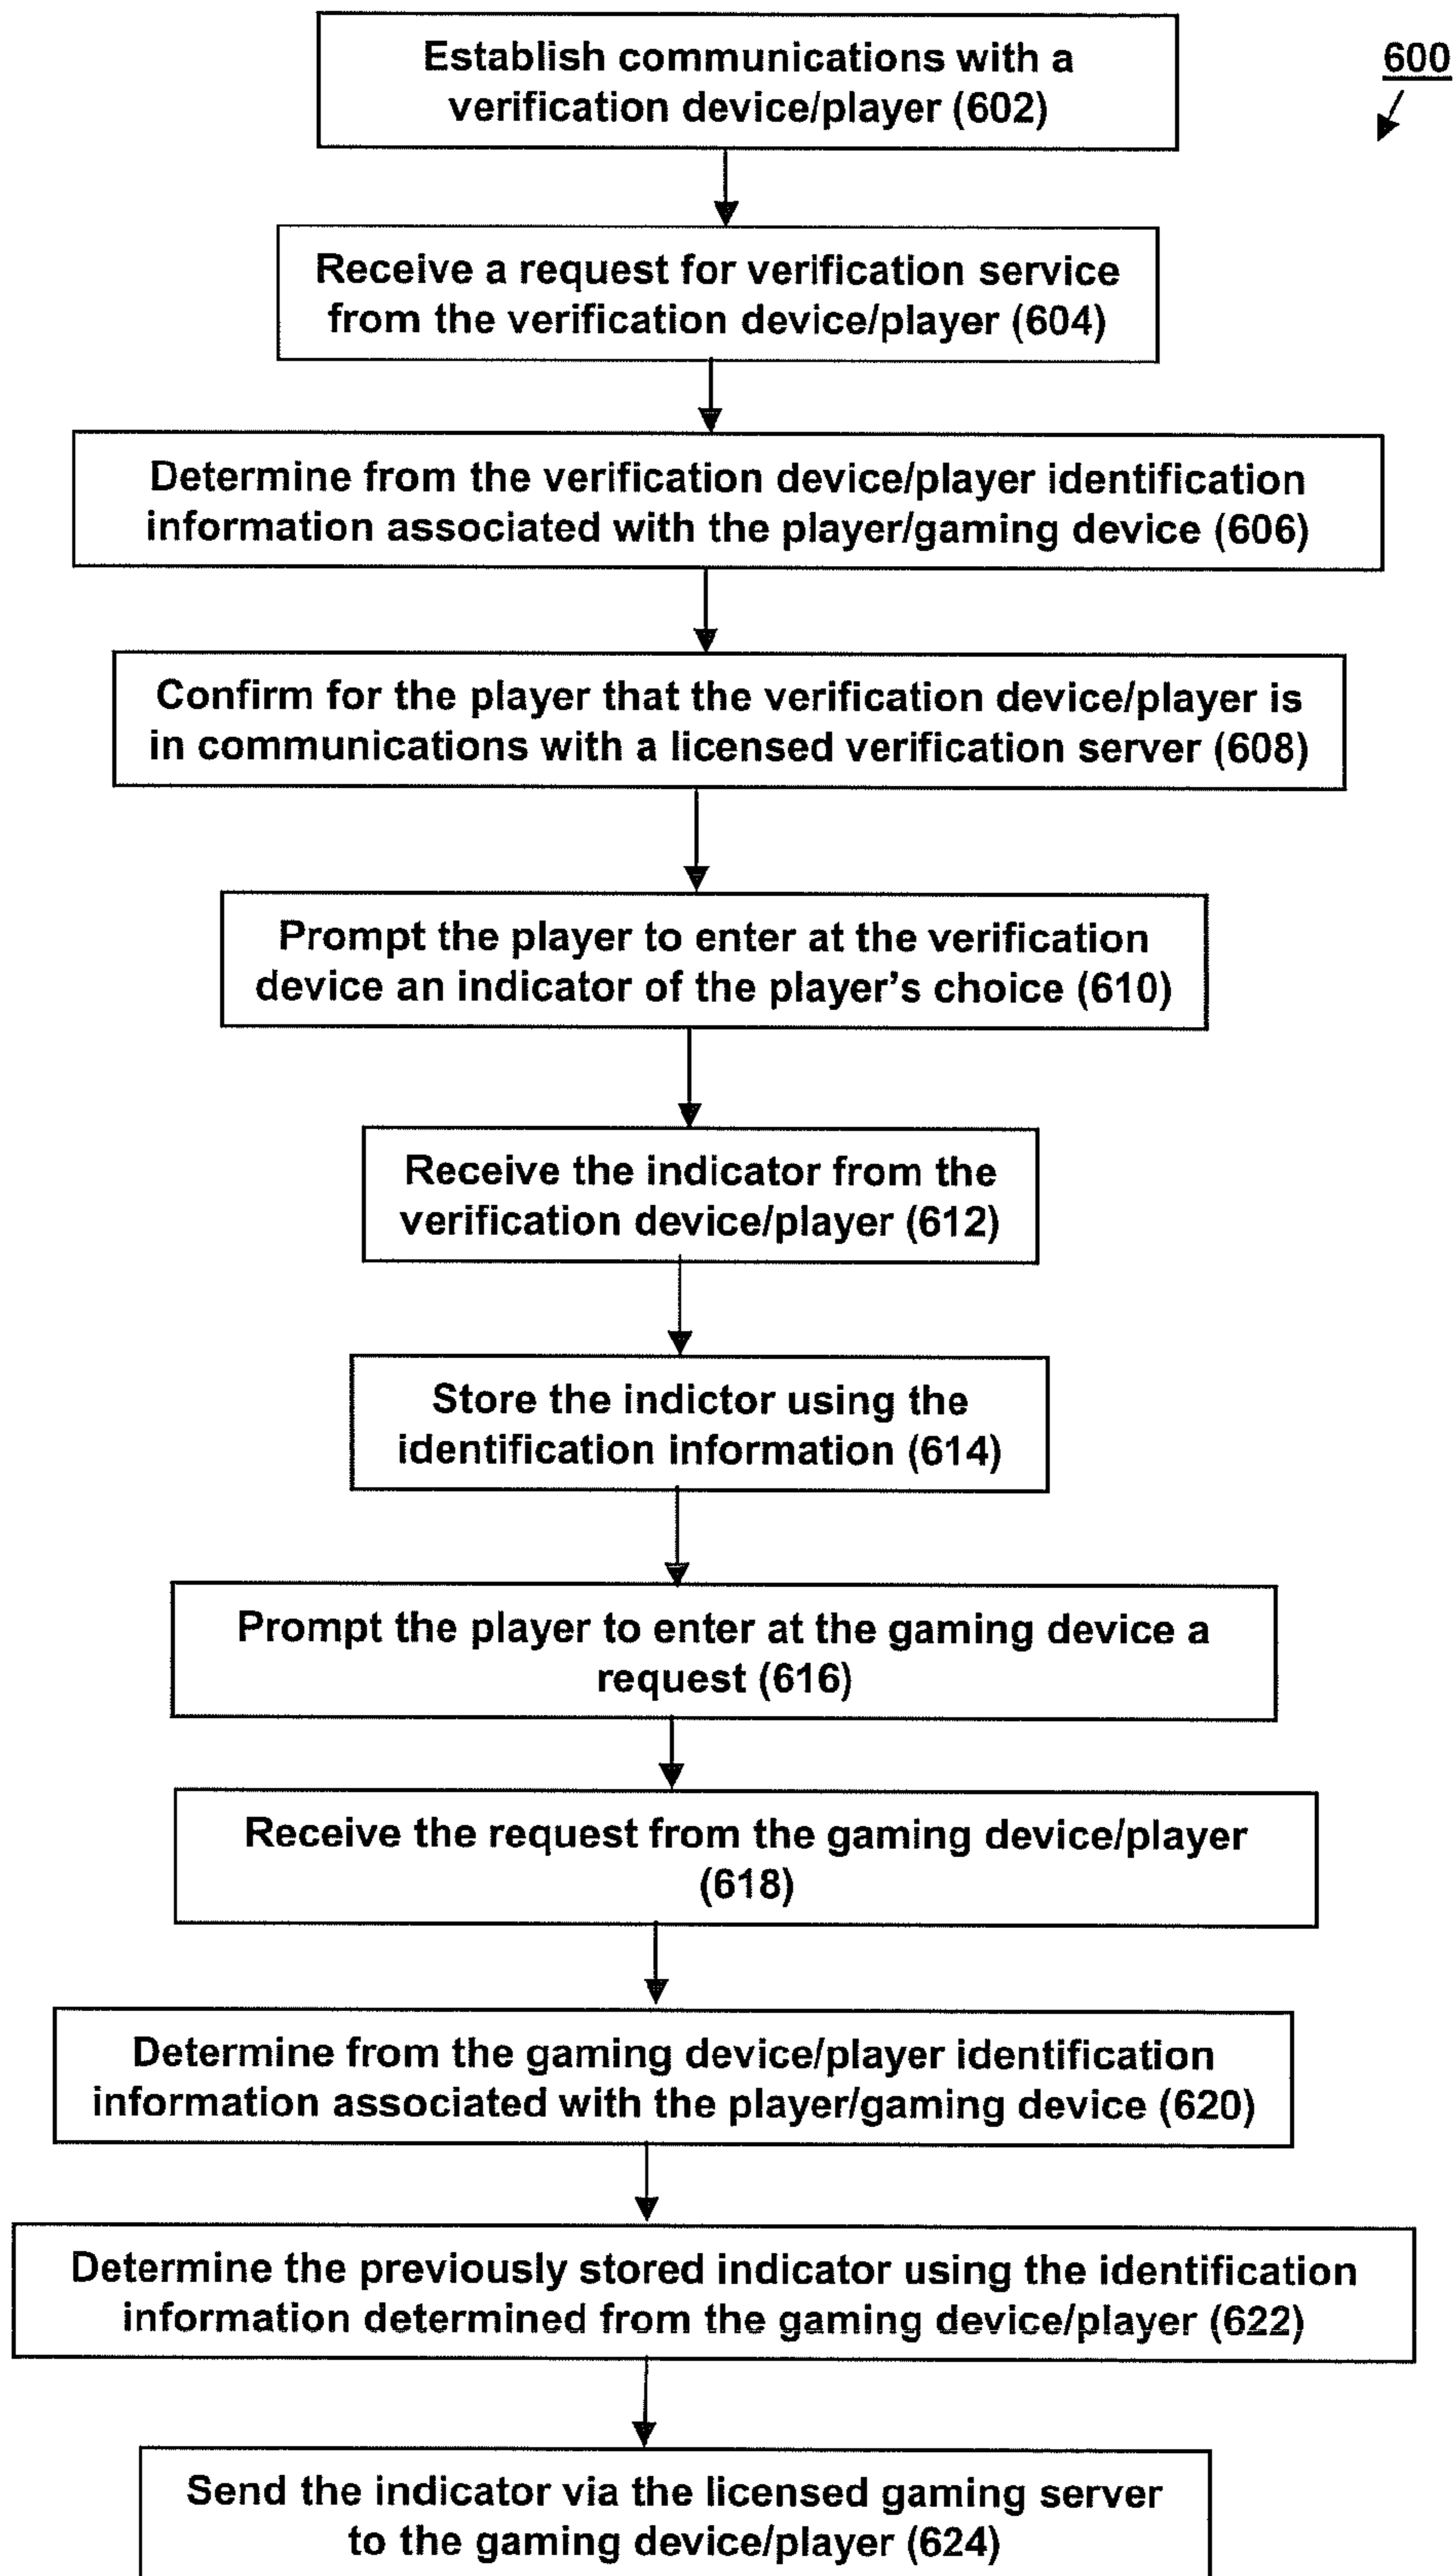 600
Establish communications with a
verification device/player (602)
Receive a request for verification service
from the verification device/player (604)
Determine from the verification device/player identification
information associated with the player/gaming device (606)
Confirm for the player that the verification device/player is
in communications with a licensed verification server (608)
Prompt the player to enter at the verification
device an indicator of the player's choice (610)
Receive the indicator from the
verification device/player (612)
Store the indictor using the
identification information (614)
Prompt the player to enter at the gaming device a
request (616)
Receive the request from the gaming device/player
(618)
Determine from the gaming device/player identification
information associated with the player/gaming device (620)
Determine the previously stored indicator using the identification
information determined from the gaming device/player (622)
Send the indicator via the licensed gaming server
to the gaming device/player (624)